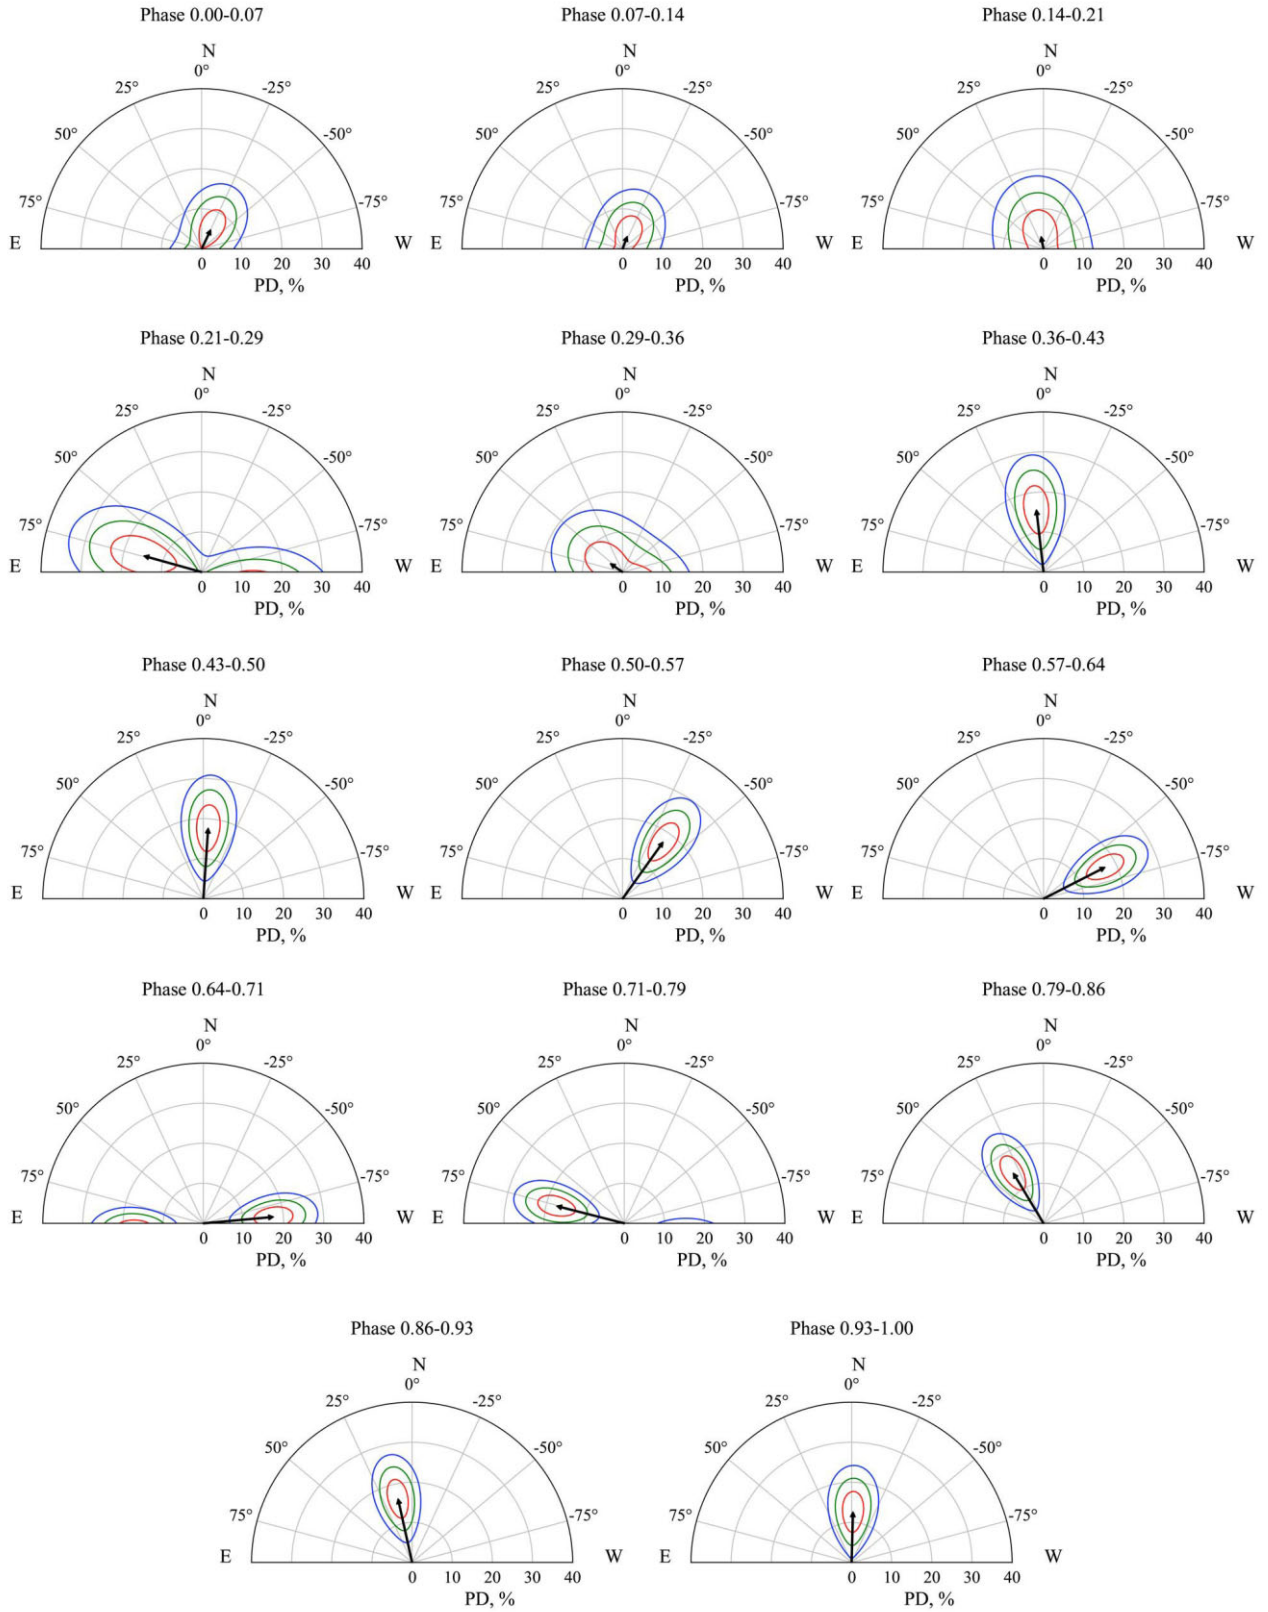 Phase 0.00-0.07 Phase 0.07-0.14 Phase 0.14-0.21
N N N
0° 0° 0°
25° -25° 25° -25° 25° -25°
50° -50° 50° -50° 50° -50°
75° -75° 75° -75° 75° -75°
E W E W E W
0 10 20 30 40 0 10 20 30 40 0 10 20 30 40
PD, % PD, % PD, %
Phase 0.21-0.29 Phase 0.29-0.36 Phase 0.36-0.43
N N N
0° 0° 0°
25° -25° 25° -25° 25° -25°
50° -50° 50° -50° 50° -50°
75° -75° 75° -75° 75° -75°
E W E W E W
0 10 20 30 40 0 10 20 30 40 0 10 20 30 40
PD, % PD, % PD, %
Phase 0.43-0.50 Phase 0.50-0.57 Phase 0.57-0.64
N N N
0° 0° 0°
25° -25° 25° -25° 25° -25°
50° -50° 50° -50° 50° -50°
75° -75° 75° -75° 75° -75°
E W E W E W
0 10 20 30 40 0 10 20 30 40 0 10 20 30 40
PD, % PD, % PD, %
Phase 0.64-0.71 Phase 0.71-0.79 Phase 0.79-0.86
N N N
0° 0° 0°
25° -25° 25° -25° 25° -25°
50° -50° 50° -50° 50° -50°
75° -75° 75° -75° 75° -75°
E W E W E W
0 10 20 30 40 0 10 20 30 40 0 10 20 30 40
PD, % PD, % PD, %
Phase 0.86-0.93 Phase 0.93-1.00
N N
0° 0°
25° -25° 25° -25°
50° -50° 50° -50°
75° -75° 75° -75°
E W E W
0 10 20 30 40 0 10 20 30 40
PD, % PD, %